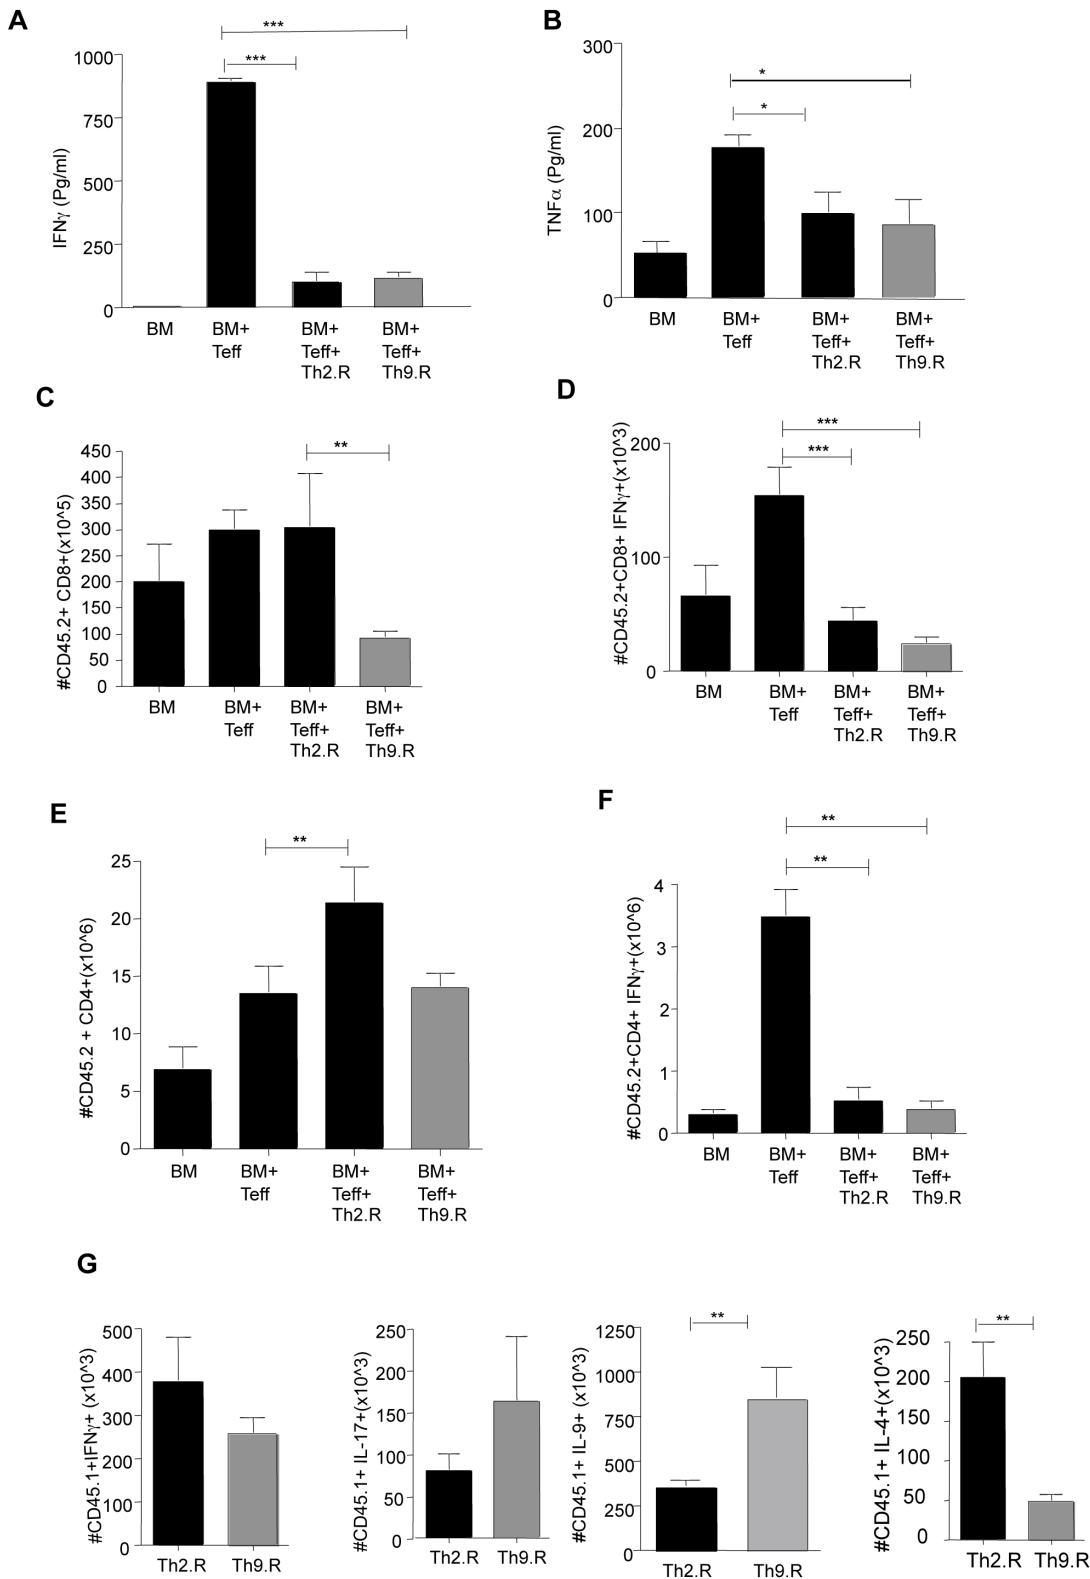 A
***
***
1000
750
500
250
0
IFNγ (Pg/ml)
BM
BM+
Teff
BM+
Teff+
Th2.R
BM+
Teff+
Th9.R
B
*
*
300
200
100
0
TNFα (Pg/ml)
BM
BM+
Teff
BM+
Teff+
Th2.R
BM+
Teff+
Th9.R
C
**
450
400
350
300
250
200
150
100
50
0
#CD45.2+ CD8+(x10^5)
BM
BM+
Teff
BM+
Teff+
Th2.R
BM+
Teff+
Th9.R
D
***
***
200
100
0
#CD45.2+CD8+ IFNγ+(x10^3)
BM
BM+
Teff
BM+
Teff+
Th2.R
BM+
Teff+
Th9.R
E
**
25
20
15
10
5
0
#CD45.2 + CD4+(x10^6)
BM
BM+
Teff
BM+
Teff+
Th2.R
BM+
Teff+
Th9.R
F
**
**
4
3
2
1
0
#CD45.2+CD4+ IFNγ+(x10^6)
BM
BM+
Teff
BM+
Teff+
Th2.R
BM+
Teff+
Th9.R
G
500
400
300
200
100
0
#CD45.1+IFNγ+ (x10^3)
Th2.R
Th9.R
250
200
150
100
50
0
#CD45.1+ IL-17+(x10^3)
Th2.R
Th9.R
**
1250
1000
750
500
250
0
#CD45.1+ IL-9+ (x10^3)
Th2.R
Th9.R
**
250
200
150
100
50
0
#CD45.1+ IL-4+(x10^3)
Th2.R
Th9.R